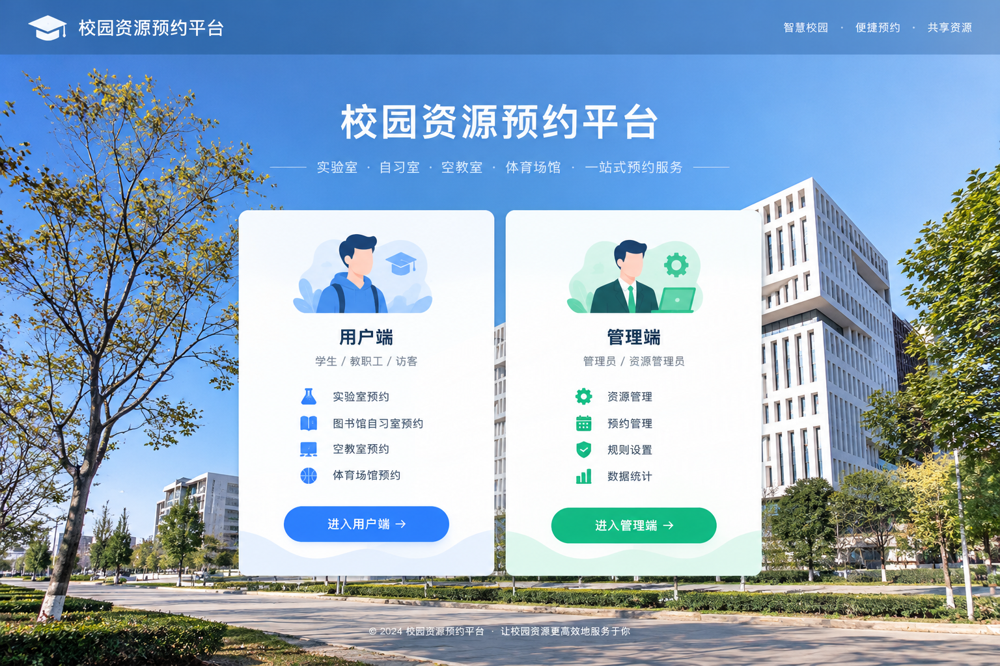 校园资源预约平台
智慧校园 · 便捷预约 · 共享资源
校园资源预约平台
实验室 · 自习室 · 空教室 · 体育场馆 · 一站式预约服务
用户端
学生 / 教职工 / 访客
实验室预约
图书馆自习室预约
空教室预约
体育场馆预约
进入用户端 →
管理端
管理员 / 资源管理员
资源管理
预约管理
规则设置
数据统计
进入管理端 →
© 2024 校园资源预约平台 · 让校园资源更高效地服务于你